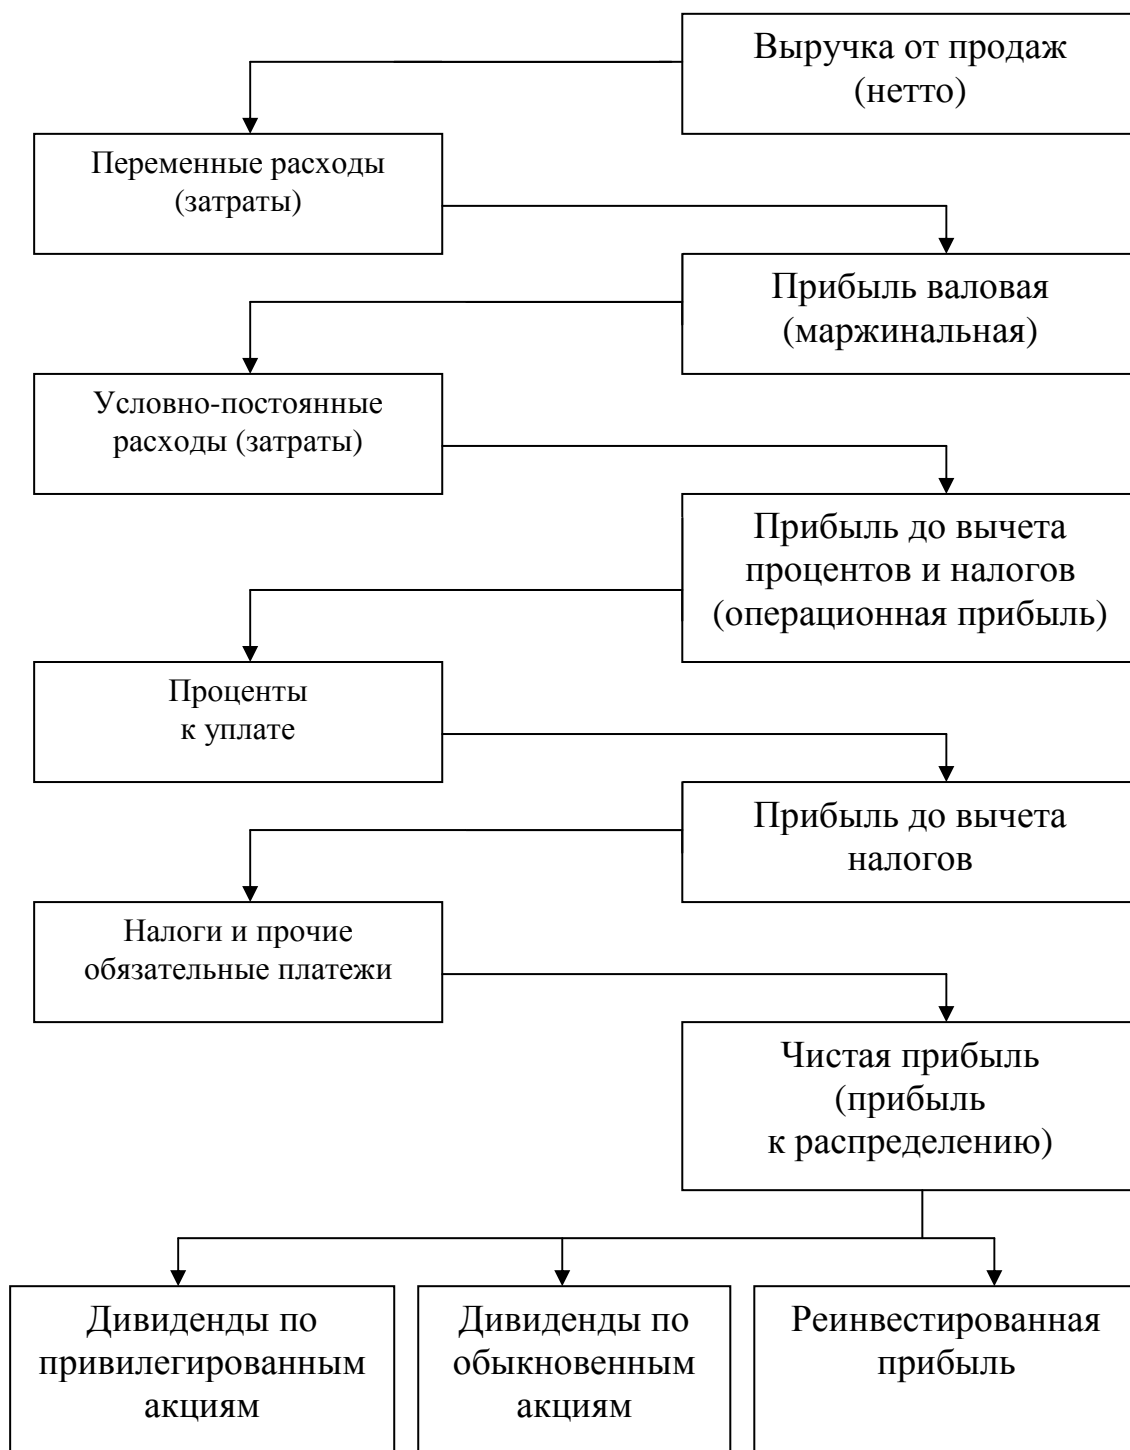 Выручка от продаж
(нетто)
Переменные расходы
(затраты)
Прибыль валовая
(маржинальная)
Условно-постоянные
расходы (затраты)
Прибыль до вычета
процентов и налогов
(операционная прибыль)
Проценты
к уплате
Прибыль до вычета
налогов
Налоги и прочие
обязательные платежи
Чистая прибыль
(прибыль
к распределению)
Дивиденды по
привилегированным
акциям
Дивиденды по
обыкновенным
акциям
Реинвестированная
прибыль